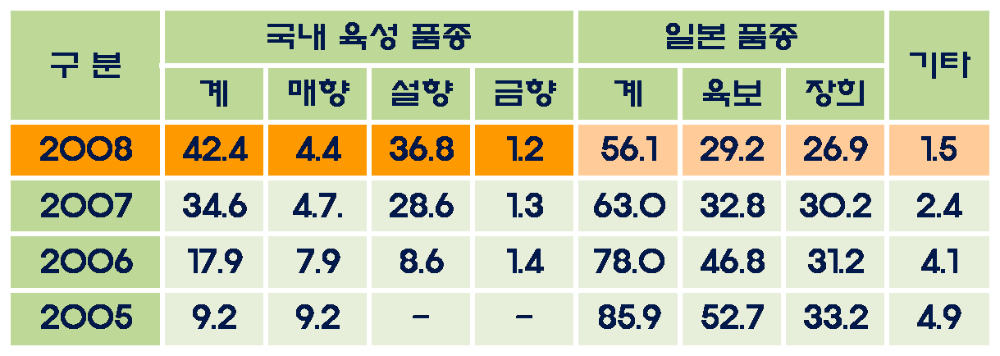 구 분 국내 육성 품종 일본 품종 기타
계 매향 설향 금향 계 육보 장희
2008 42.4 4.4 36.8 1.2 56.1 29.2 26.9 1.5
2007 34.6 4.7. 28.6 1.3 63.0 32.8 30.2 2.4
2006 17.9 7.9 8.6 1.4 78.0 46.8 31.2 4.1
2005 9.2 9.2 - - 85.9 52.7 33.2 4.9